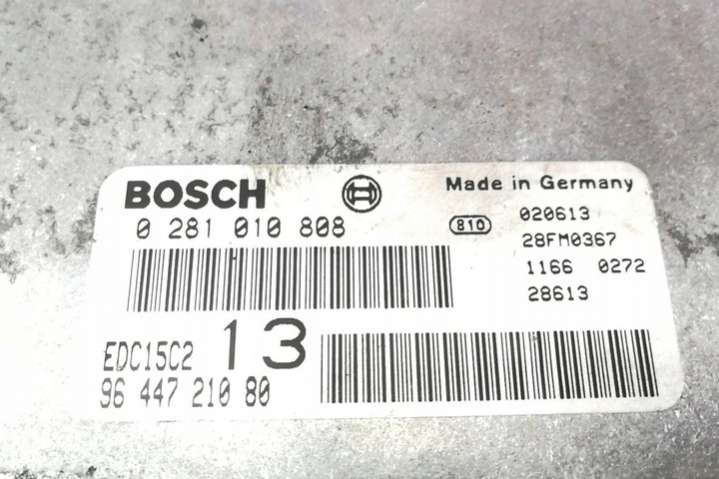 BOSCH
Made in Germany
0 281 010 808
810
020613
28FM0367
1166 0272
28613
EDC15C2 13
96 447 210 80